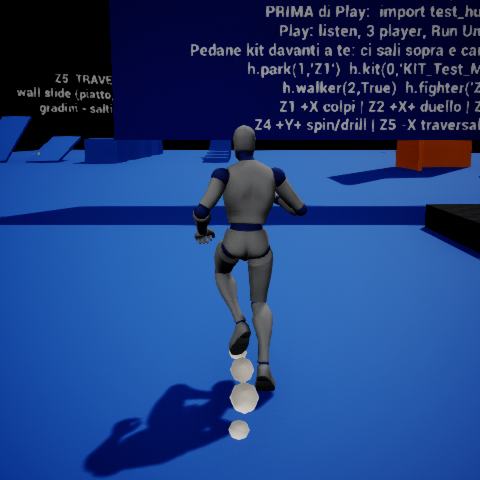 PRIMA di Play: import test_hu
Play: listen, 3 player, Run Un
Pedane kit davanti a te: ci sali sopra e ca
h.park(1,'Z1') h.kit(0,'KIT_Test_M
h.walker(2,True) h.fighter('Z
Z1 +X colpi | Z2 +X+ duello | Z
Z4 +Y+ spin/drill | Z5 -X traversal
Z5 TRAVE
wall slide (piatto,
gradini - salti